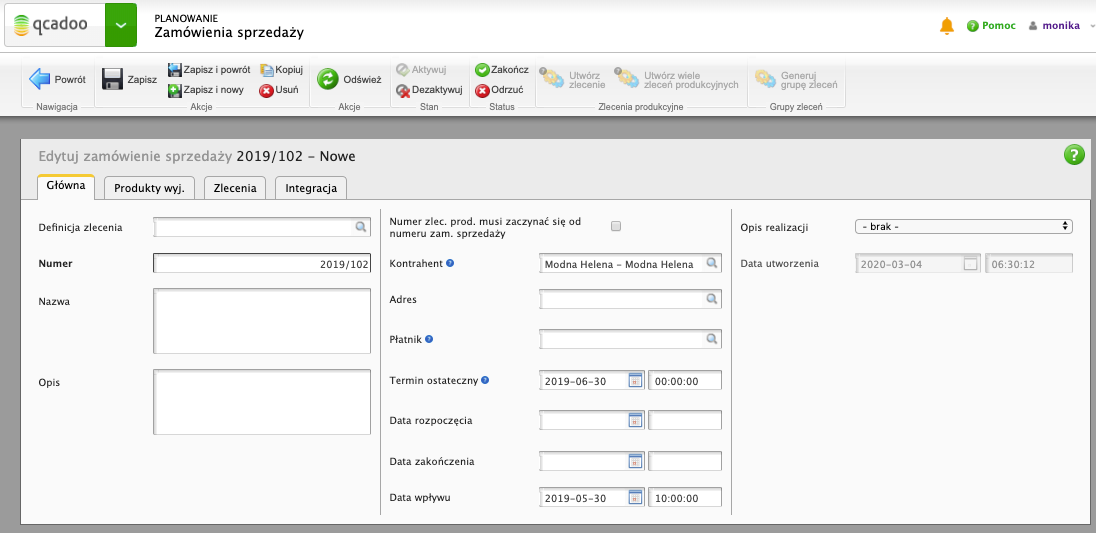 qcadoo
PLANOWANIE
Zamówienia sprzedaży
Pomoc
monika
Powrót
Nawigacja
Zapisz
Zapisz i powrót
Kopiuj
Zapisz i nowy
Usuń
Akcje
Odśwież
Akcje
Aktywuj
Dezaktywuj
Stan
Zakończ
Odrzuć
Status
Utwórz
zlecenie
Utwórz wiele
zleceń produkcyjnych
Zlecenia produkcyjne
Generuj
grupę zleceń
Grupy zleceń
Edytuj zamówienie sprzedaży 2019/102 - Nowe
Główna
Produkty wyj.
Zlecenia
Integracja
Definicja zlecenia
Numer
2019/102
Nazwa
Opis
Numer zlec. prod. musi zaczynać się od
numeru zam. sprzedaży
Kontrahent
Modna Helena - Modna Helena
Adres
Płatnik
Termin ostateczny
2019-06-30
00:00:00
Data rozpoczęcia
Data zakończenia
Data wpływu
2019-05-30
10:00:00
Opis realizacji
- brak -
Data utworzenia
2020-03-04
06:30:12